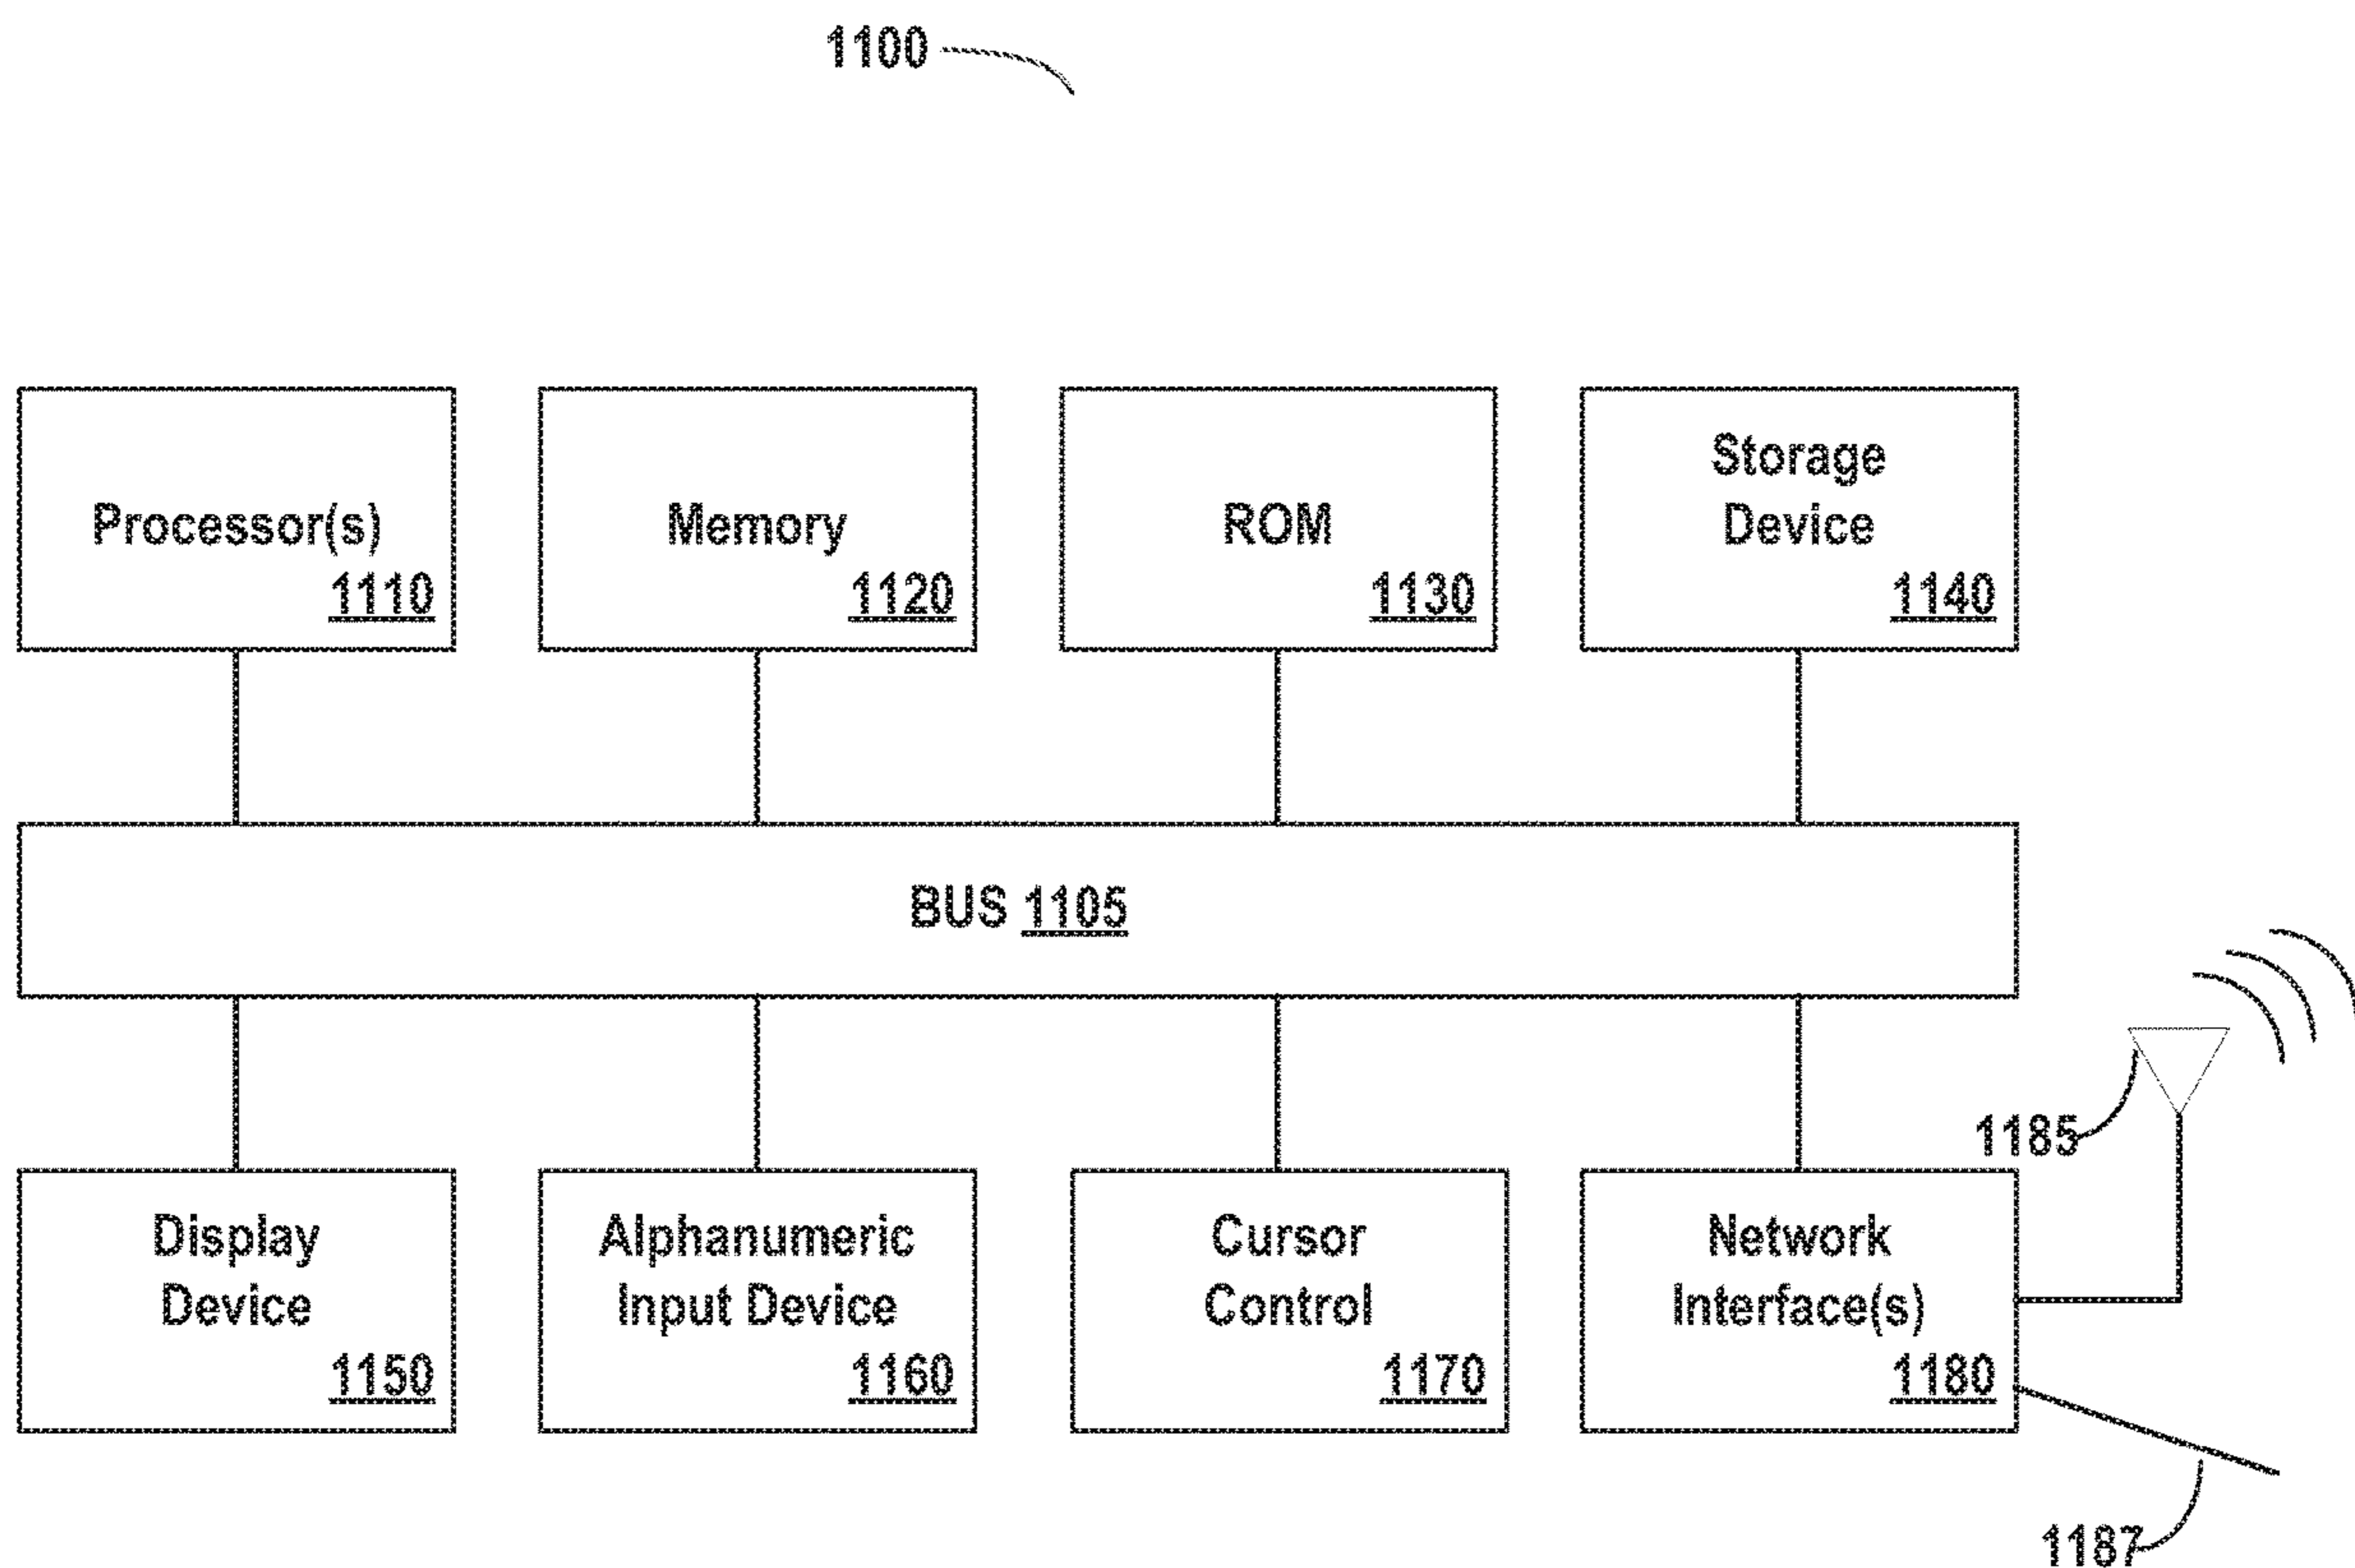 1100
Processor(s)
1110
Memory
1120
ROM
1130
Storage
Device
1140
BUS 1105
1185
Display
Device
1150
Alphanumeric
Input Device
1160
Cursor
Control
1170
Network
Interface(s)
1180
1187